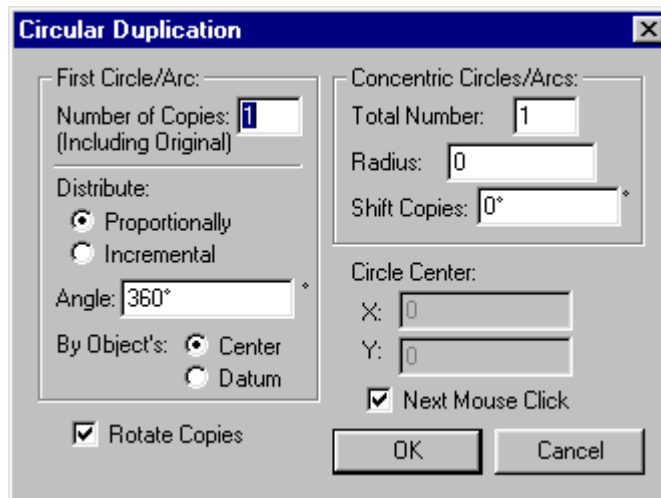 Circular Duplication
First Circle/Arc:
Number of Copies: 1
(Including Original)
Distribute:
Proportionally
Incremental
Angle: 360° °
By Object's: Center
Datum
Rotate Copies
Concentric Circles/Arcs:
Total Number: 1
Radius: 0
Shift Copies: 0° °
Circle Center:
X: 0
Y: 0
Next Mouse Click
OK Cancel